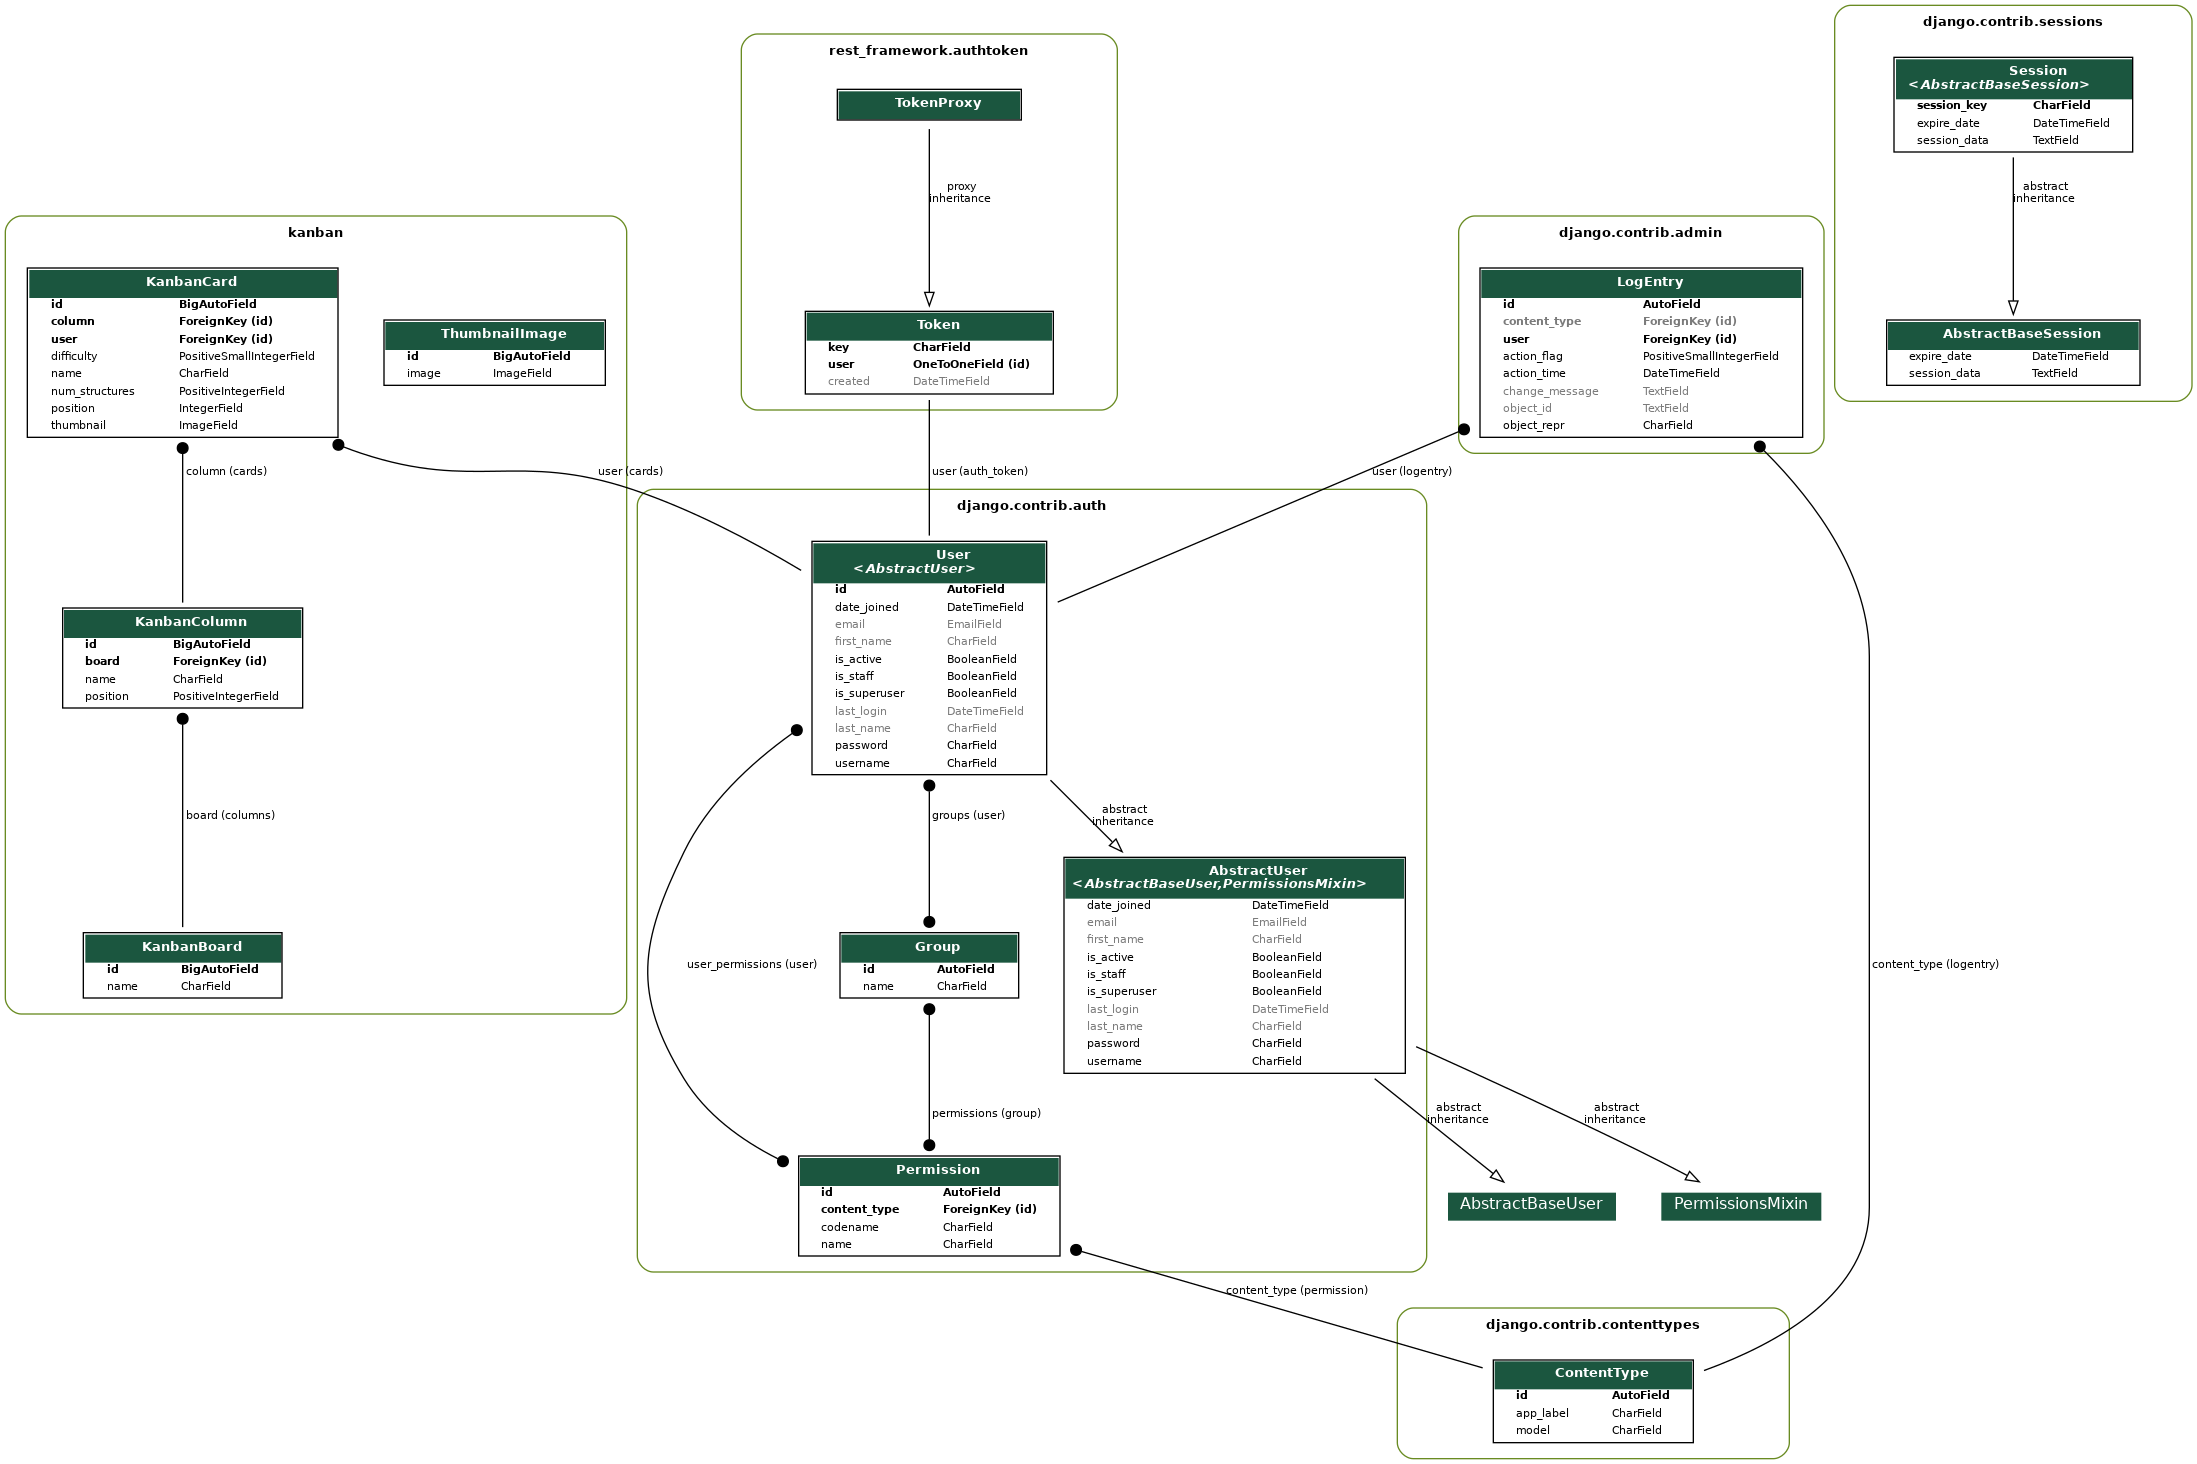 django.contrib.sessions
Session
<AbstractBaseSession>
session_key CharField
expire_date DateTimeField
session_data TextField
abstract
inheritance
AbstractBaseSession
expire_date DateTimeField
session_data TextField
rest_framework.authtoken
TokenProxy
proxy
inheritance
Token
key CharField
user OneToOneField (id)
created DateTimeField
kanban
KanbanCard
id BigAutoField
column ForeignKey (id)
user ForeignKey (id)
difficulty PositiveSmallIntegerField
name CharField
num_structures PositiveIntegerField
position IntegerField
thumbnail ImageField
ThumbnailImage
id BigAutoField
image ImageField
column (cards)
user (cards)
KanbanColumn
id BigAutoField
board ForeignKey (id)
name CharField
position PositiveIntegerField
board (columns)
KanbanBoard
id BigAutoField
name CharField
django.contrib.admin
LogEntry
id AutoField
content_type ForeignKey (id)
user ForeignKey (id)
action_flag PositiveSmallIntegerField
action_time DateTimeField
change_message TextField
object_id TextField
object_repr CharField
user (auth_token)
user (logentry)
django.contrib.auth
User
<AbstractUser>
id AutoField
date_joined DateTimeField
email EmailField
first_name CharField
is_active BooleanField
is_staff BooleanField
is_superuser BooleanField
last_login DateTimeField
last_name CharField
password CharField
username CharField
groups (user)
abstract
inheritance
AbstractUser
<AbstractBaseUser,PermissionsMixin>
date_joined DateTimeField
email EmailField
first_name CharField
is_active BooleanField
is_staff BooleanField
is_superuser BooleanField
last_login DateTimeField
last_name CharField
password CharField
username CharField
user_permissions (user)
Group
id AutoField
name CharField
permissions (group)
Permission
id AutoField
content_type ForeignKey (id)
codename CharField
name CharField
abstract
inheritance
abstract
inheritance
AbstractBaseUser
PermissionsMixin
content_type (logentry)
content_type (permission)
django.contrib.contenttypes
ContentType
id AutoField
app_label CharField
model CharField